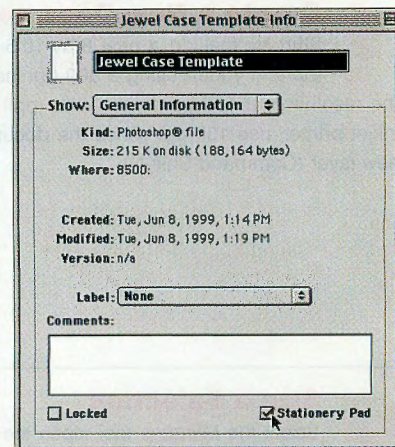 Jewel Case Template Info
Jewel Case Template
Show: General Information
Kind: Photoshop® file
Size: 215 K on disk (188,164 bytes)
Where: 8500:
Created: Tue, Jun 8, 1999, 1:14 PM
Modified: Tue, Jun 8, 1999, 1:19 PM
Version: n/a
Label: None
Comments:
Locked
Stationery Pad